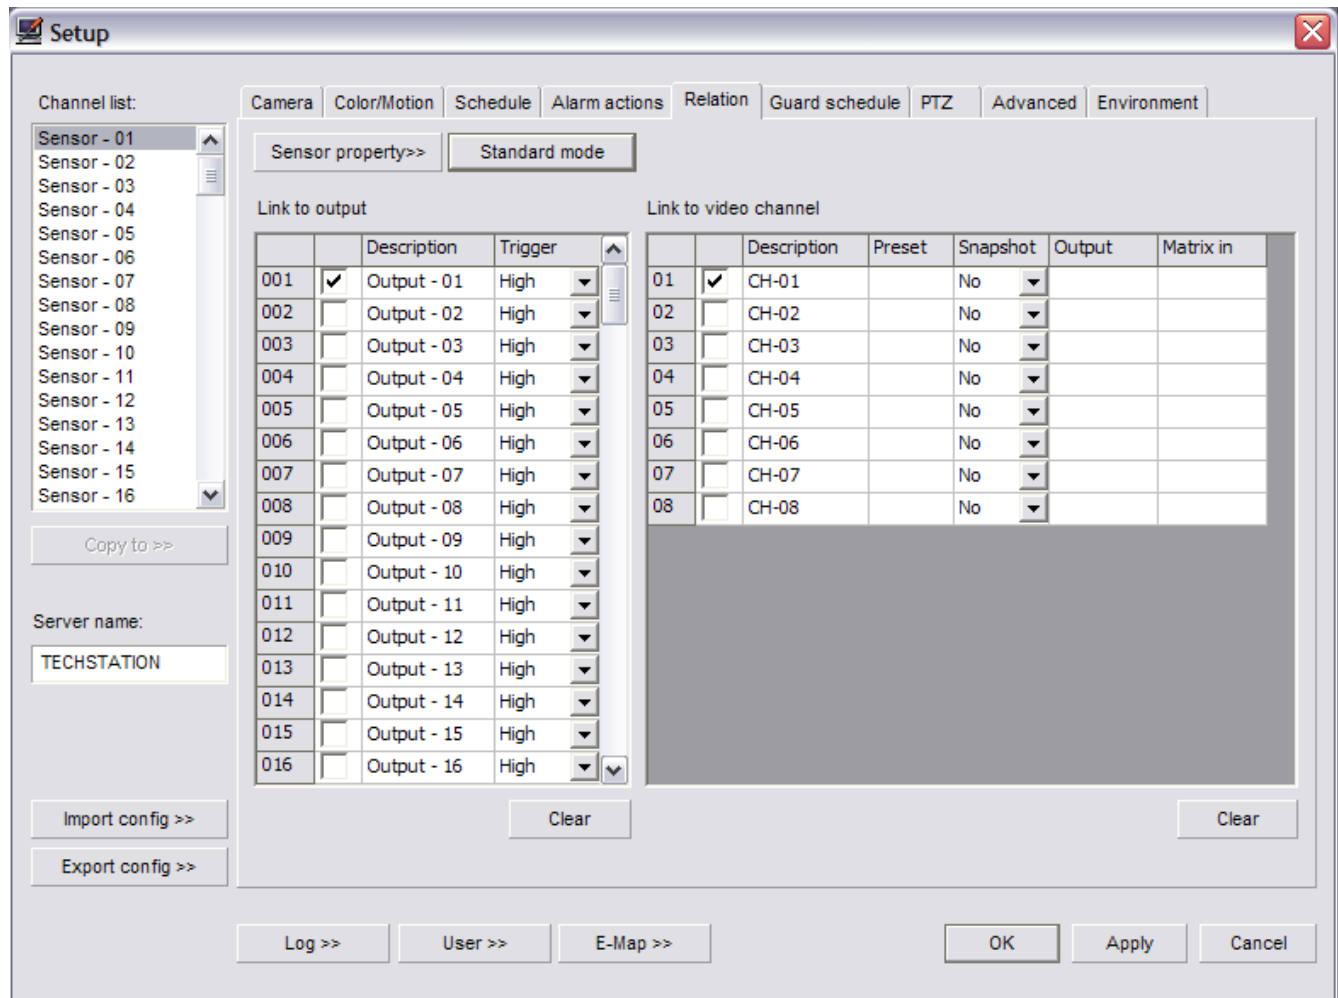 Setup
Channel list:
Sensor - 01
Sensor - 02
Sensor - 03
Sensor - 04
Sensor - 05
Sensor - 06
Sensor - 07
Sensor - 08
Sensor - 09
Sensor - 10
Sensor - 11
Sensor - 12
Sensor - 13
Sensor - 14
Sensor - 15
Sensor - 16
Copy to >>
Server name:
TECHSTATION
Import config >>
Export config >>
Camera Color/Motion Schedule Alarm actions Relation Guard schedule PTZ Advanced Environment
Sensor property>> Standard mode
Link to output
Description Trigger
001 Output - 01 High
002 Output - 02 High
003 Output - 03 High
004 Output - 04 High
005 Output - 05 High
006 Output - 06 High
007 Output - 07 High
008 Output - 08 High
009 Output - 09 High
010 Output - 10 High
011 Output - 11 High
012 Output - 12 High
013 Output - 13 High
014 Output - 14 High
015 Output - 15 High
016 Output - 16 High
Clear
Link to video channel
Description Preset Snapshot Output Matrix in
01 CH-01 No
02 CH-02 No
03 CH-03 No
04 CH-04 No
05 CH-05 No
06 CH-06 No
07 CH-07 No
08 CH-08 No
Clear
Log >> User >> E-Map >> OK Apply Cancel